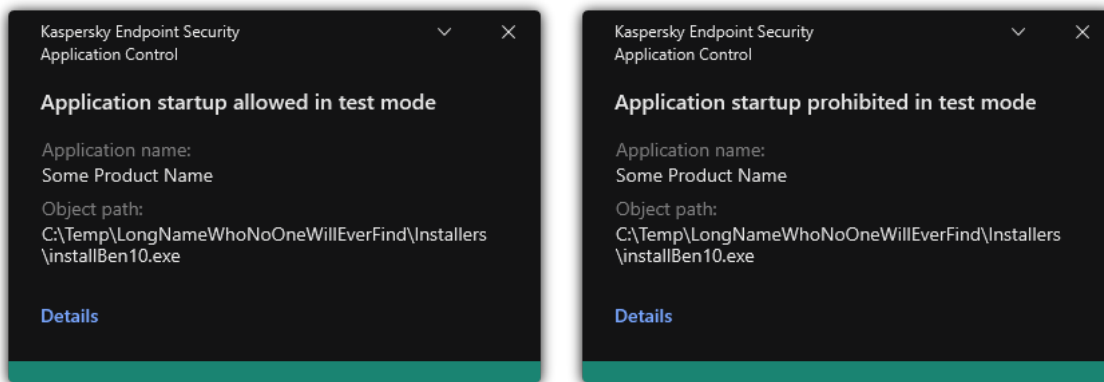 Kaspersky Endpoint Security
Application Control
Application startup allowed in test mode
Application name:
Some Product Name
Object path:
C:\Temp\LongNameWhoNoOneWillEverFind\Installers
\installBen10.exe
Details
Kaspersky Endpoint Security
Application Control
Application startup prohibited in test mode
Application name:
Some Product Name
Object path:
C:\Temp\LongNameWhoNoOneWillEverFind\Installers
\installBen10.exe
Details